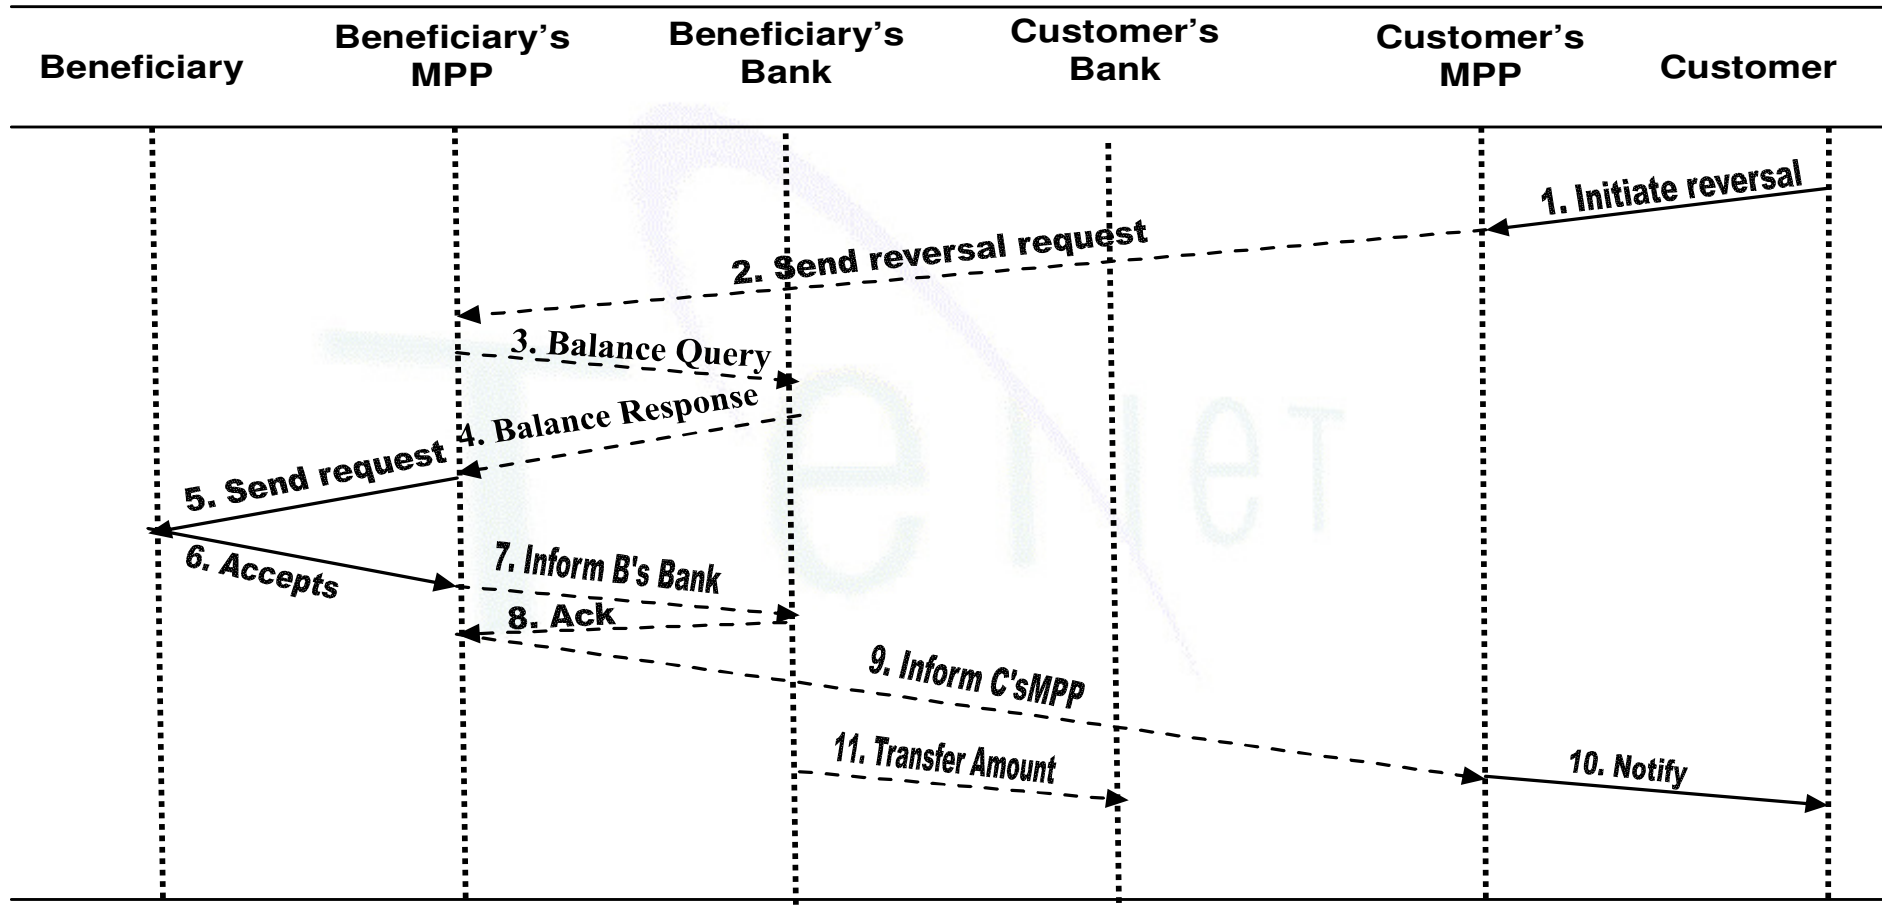 Beneficiary
Beneficiary's
MPP
Beneficiary's
Bank
Customer's
Bank
Customer's
MPP
Customer
1. Initiate reversal
2. Send reversal request
3. Balance Query
4. Balance Response
5. Send request
6. Accepts
7. Inform B's Bank
8. Ack
9. Inform C'sMPP
11. Transfer Amount
10. Notify
TeNeT